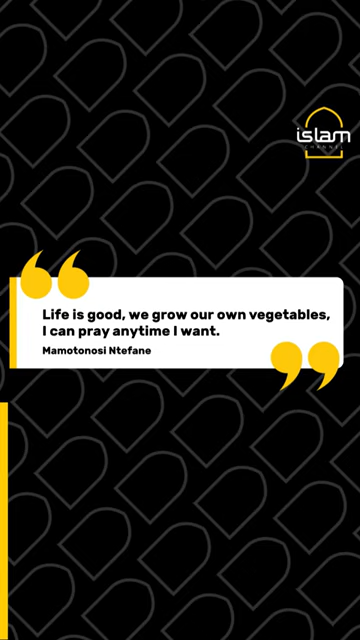 islam
CHANNEL
Life is good, we grow our own vegetables,
I can pray anytime I want.
Mamotonosi Ntefane